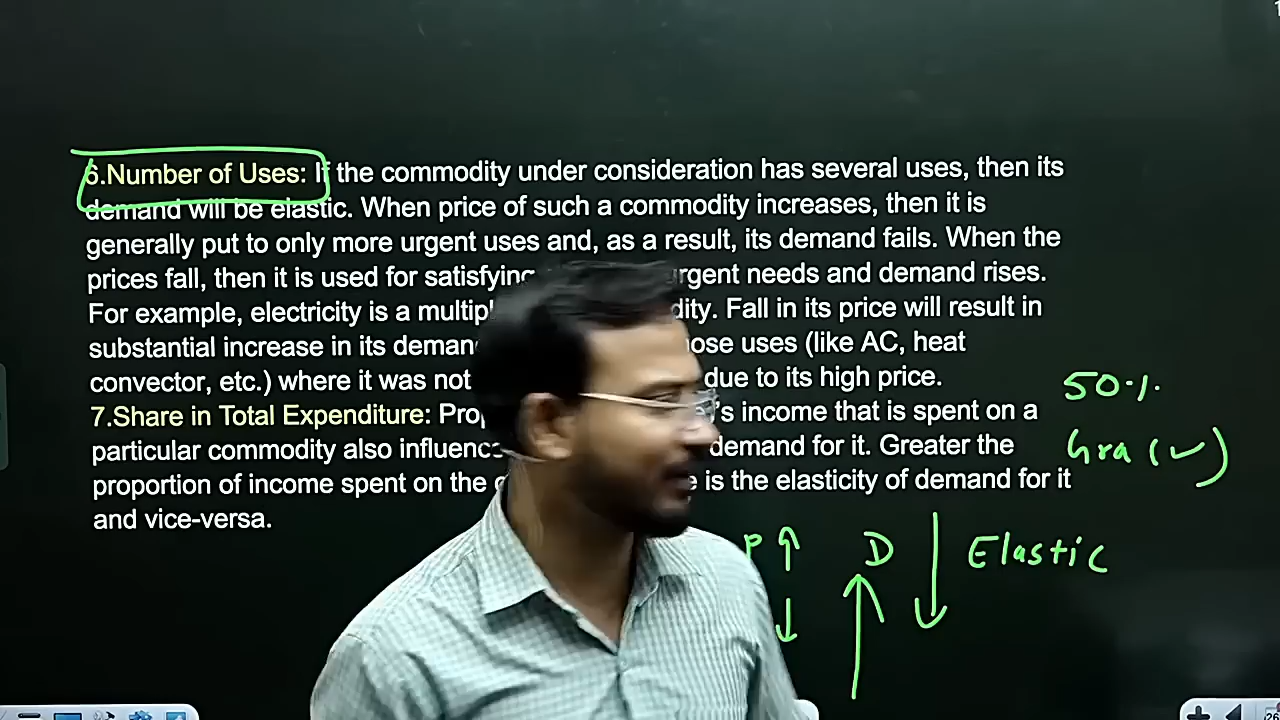 6.Number of Uses: If the commodity under consideration has several uses, then its
demand will be elastic. When price of such a commodity increases, then it is
generally put to only more urgent uses and, as a result, its demand fails. When the
prices fall, then it is used for satisfying urgent needs and demand rises.
For example, electricity is a Fall in its price will result in
substantial increase in its uses (like AC, heat
convector, etc.) where it was not due to its high price.
50%.
7.Share in Total Expenditure: income that is spent on a
particular commodity also demand for it. Greater the
proportion of income spent on the is the elasticity of demand for it
and vice-versa.
P ↑ ↓ D ↑ ↓ Elastic